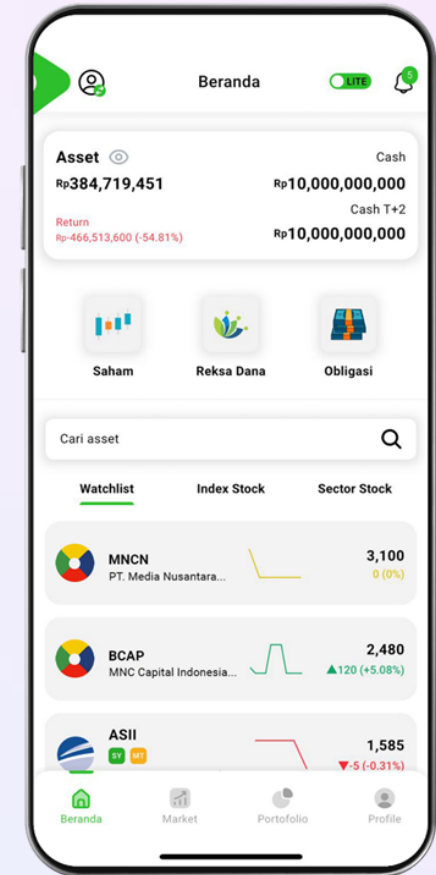 Beranda
LITE
5
Asset
Cash
Rp384,719,451
Rp10,000,000,000
Cash T+2
Return
Rp-466,513,600 (-54.81%)
Rp10,000,000,000
Saham
Reksa Dana
Obligasi
Cari asset
Watchlist
Index Stock
Sector Stock
MNCN
3,100
PT. Media Nusantara...
0 (0%)
BCAP
2,480
MNC Capital Indonesia...
▲120 (+5.08%)
ASII
SY MT
1,585
▼-5 (-0.31%)
Beranda
Market
Portofolio
Profile